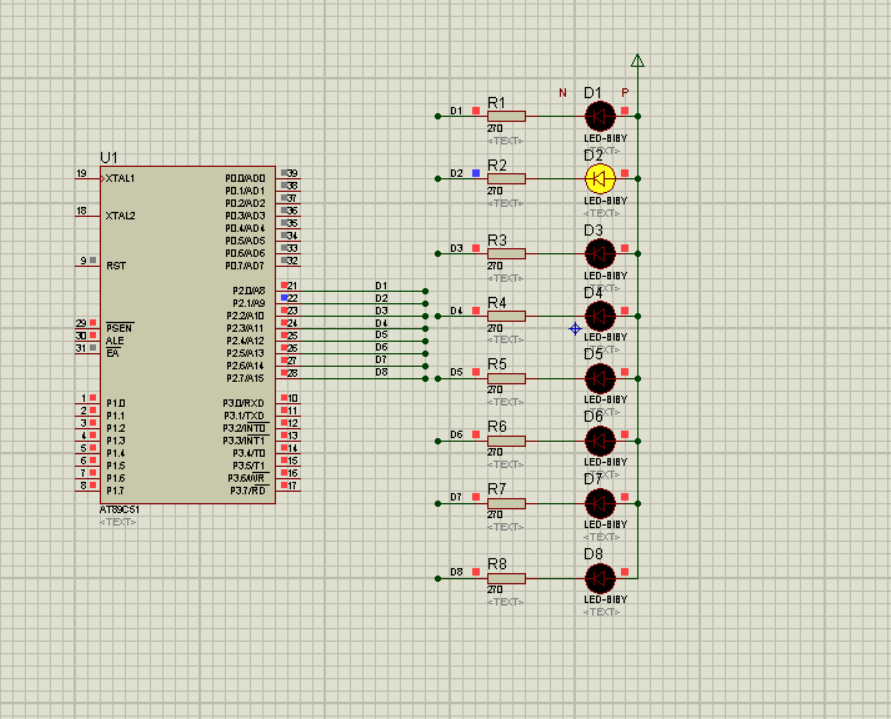 U1
19 XTAL1
18 XTAL2
9 RST
29 PSEN
30 ALE
31 EA
1 P1.0
2 P1.1
3 P1.2
4 P1.3
5 P1.4
6 P1.5
7 P1.6
8 P1.7
P0.0/AD0 39
P0.1/AD1 38
P0.2/AD2 37
P0.3/AD3 36
P0.4/AD4 35
P0.5/AD5 34
P0.6/AD6 33
P0.7/AD7 32
P2.0/A8 21 D1
P2.1/A9 22 D2
P2.2/A10 23 D3
P2.3/A11 24 D4
P2.4/A12 25 D5
P2.5/A13 26 D6
P2.6/A14 27 D7
P2.7/A15 28 D8
P3.0/RXD 10
P3.1/TXD 11
P3.2/INT0 12
P3.3/INT1 13
P3.4/T0 14
P3.5/T1 15
P3.6/WR 16
P3.7/RD 17
AT89C51
<TEXT>
N P
D1 R1 D1
270 LED-BIBY
<TEXT> <TEXT>
D2 R2 D2
270 LED-BIBY
<TEXT> <TEXT>
D3 R3 D3
270 LED-BIBY
<TEXT> <TEXT>
D4 R4 D4
270 LED-BIBY
<TEXT> <TEXT>
D5 R5 D5
270 LED-BIBY
<TEXT> <TEXT>
D6 R6 D6
270 LED-BIBY
<TEXT> <TEXT>
D7 R7 D7
270 LED-BIBY
<TEXT> <TEXT>
D8 R8 D8
270 LED-BIBY
<TEXT> <TEXT>